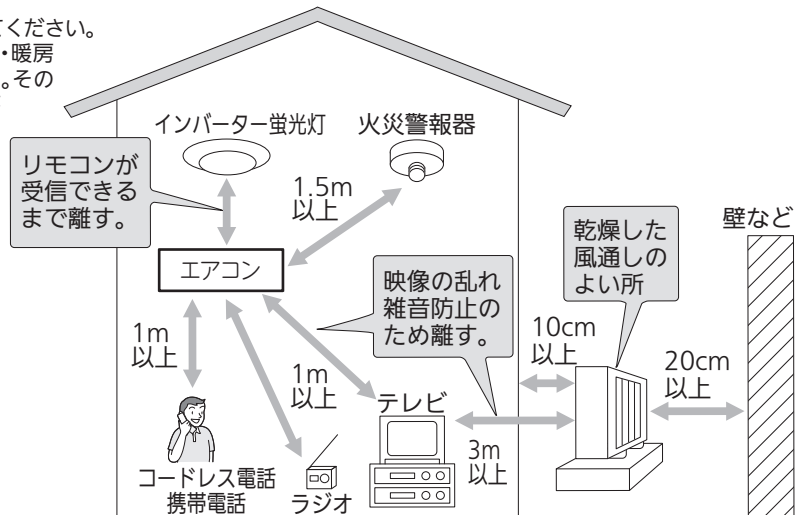 てください。
・暖房
。その
インバーター蛍光灯
火災警報器
リモコンが
受信できる
まで離す。
1.5m
以上
エアコン
映像の乱れ
雑音防止の
ため離す。
乾燥した
風通しの
よい所
壁など
1m
以上
1m
以上
10cm
以上
20cm
以上
テレビ
3m
以上
コードレス電話
携帯電話
ラジオ